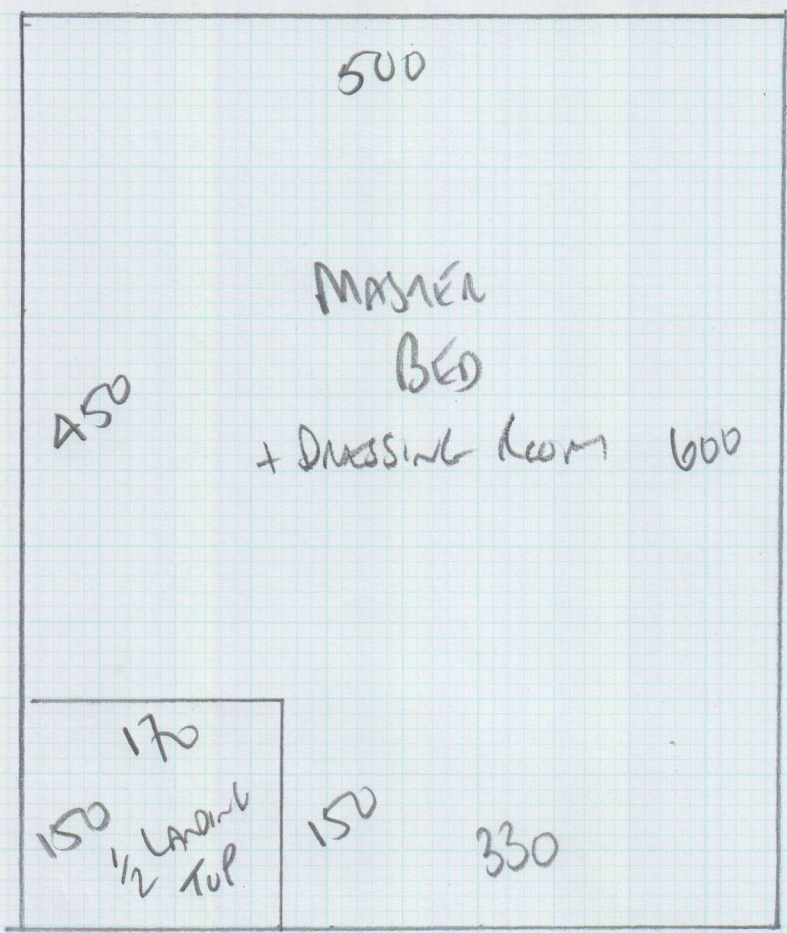 500
MASTER
BED
+ DRESSING ROOM
600
450
170
150
1/2 LANDING
TOP
150
330